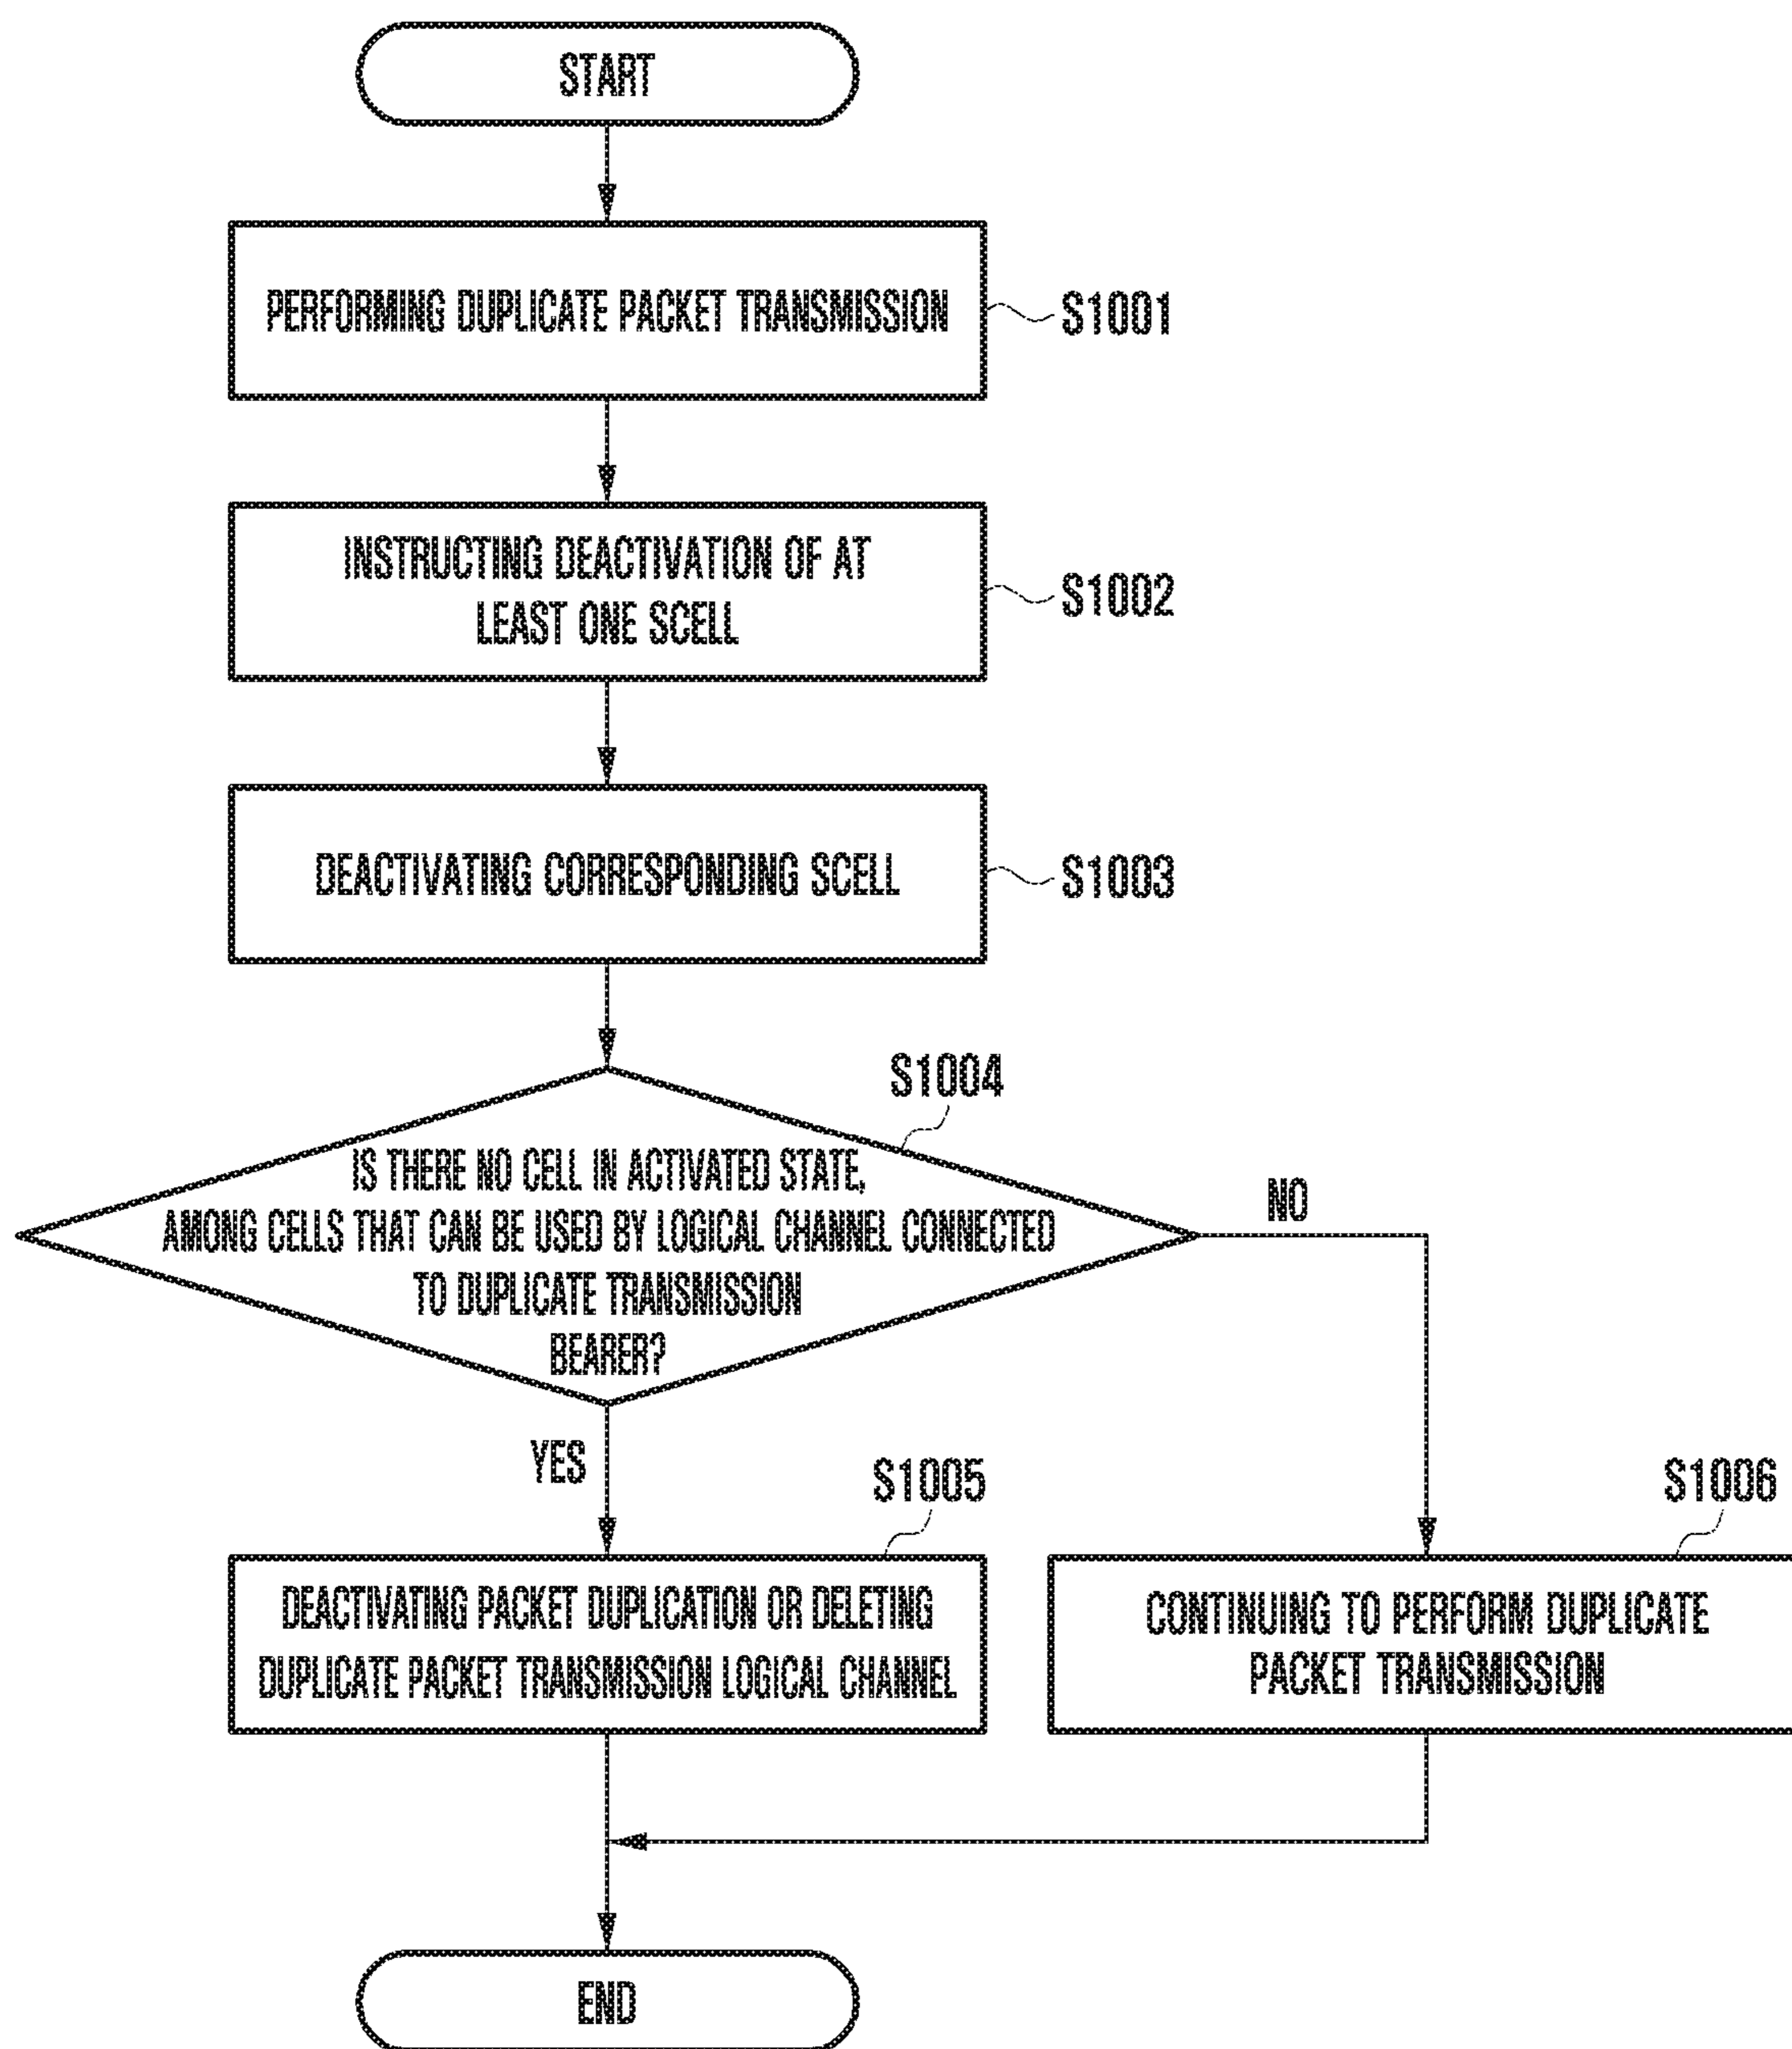 START
PERFORMING DUPLICATE PACKET TRANSMISSION
S1001
INSTRUCTING DEACTIVATION OF AT
LEAST ONE SCELL
S1002
DEACTIVATING CORRESPONDING SCELL
S1003
S1004
IS THERE NO CELL IN ACTIVATED STATE,
AMONG CELLS THAT CAN BE USED BY LOGICAL CHANNEL CONNECTED
TO DUPLICATE TRANSMISSION
BEARER?
NO
YES
S1005
DEACTIVATING PACKET DUPLICATION OR DELETING
DUPLICATE PACKET TRANSMISSION LOGICAL CHANNEL
S1006
CONTINUING TO PERFORM DUPLICATE
PACKET TRANSMISSION
END